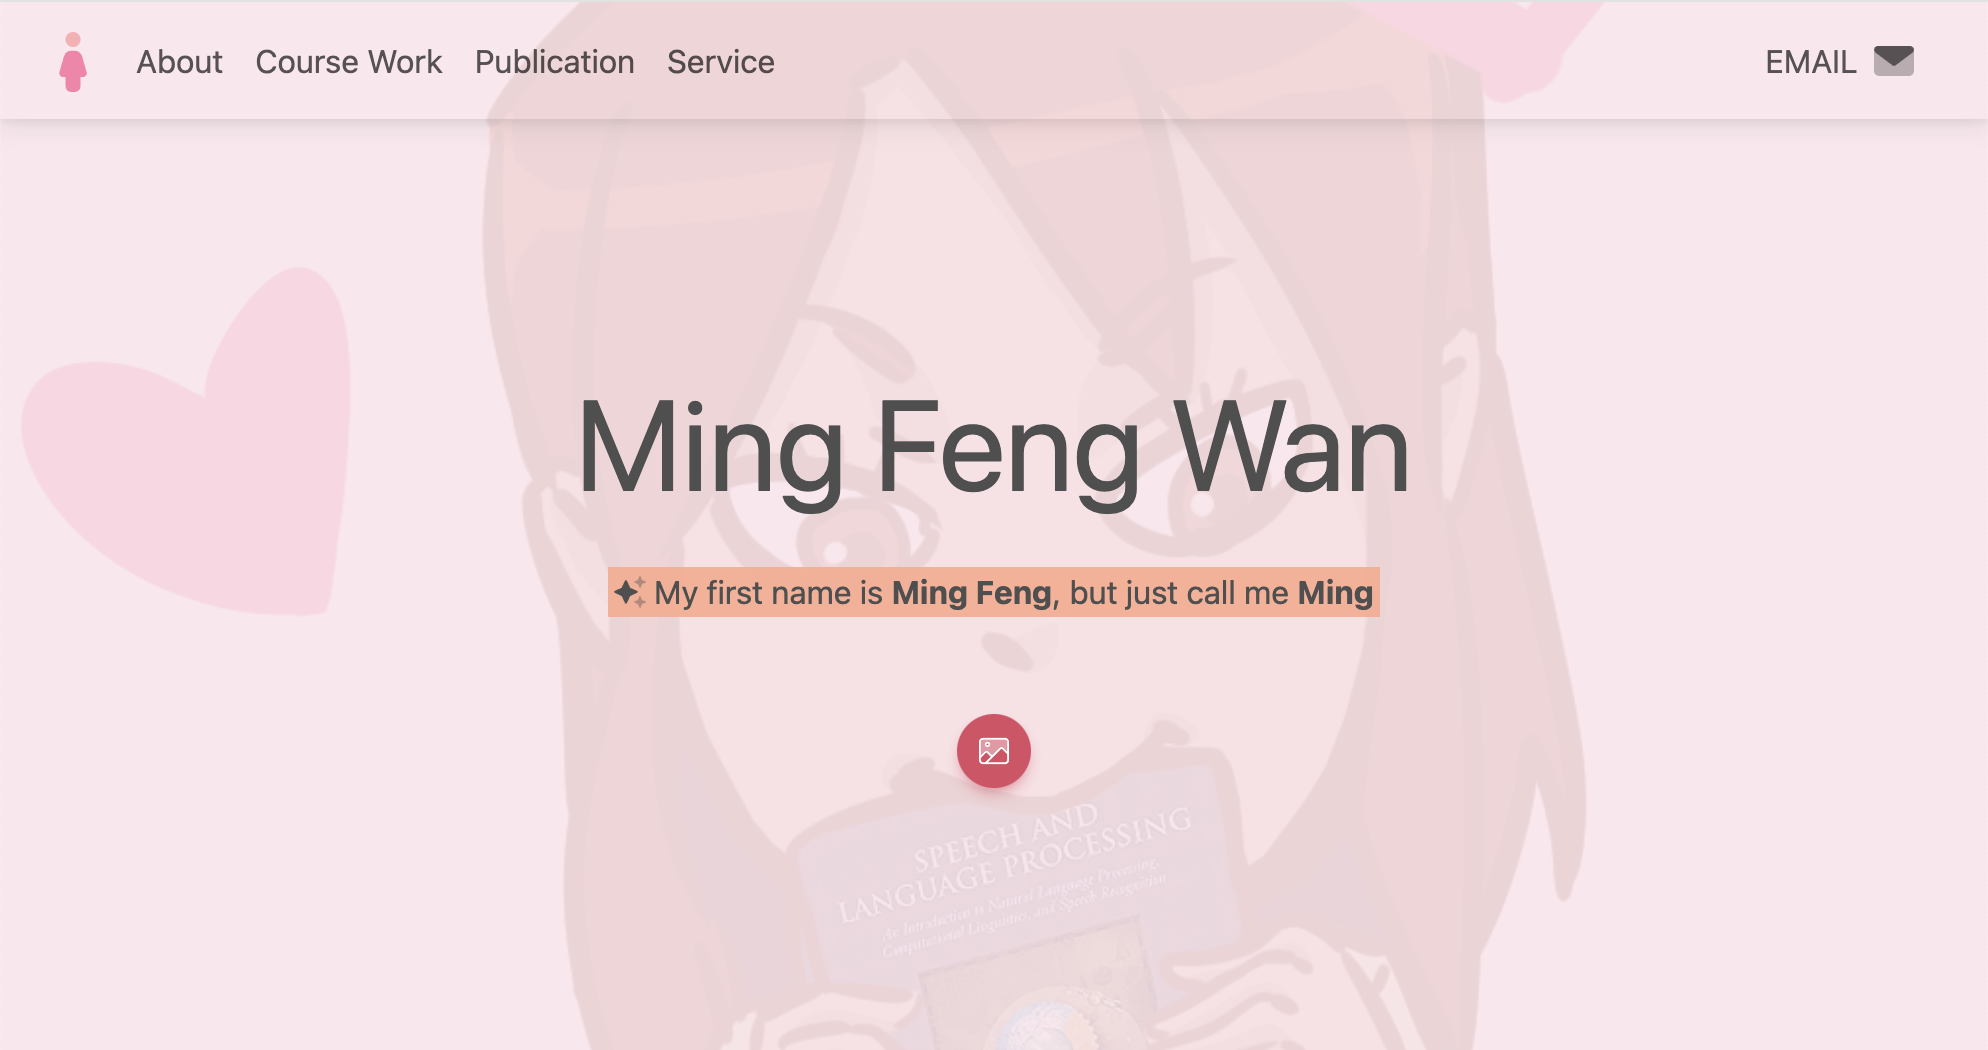 About Course Work Publication Service EMAIL
Ming Feng Wan
My first name is Ming Feng, but just call me Ming
SPEECH AND
LANGUAGE PROCESSING
An Introduction to Natural Language Processing,
Computational Linguistics, and Speech Recognition